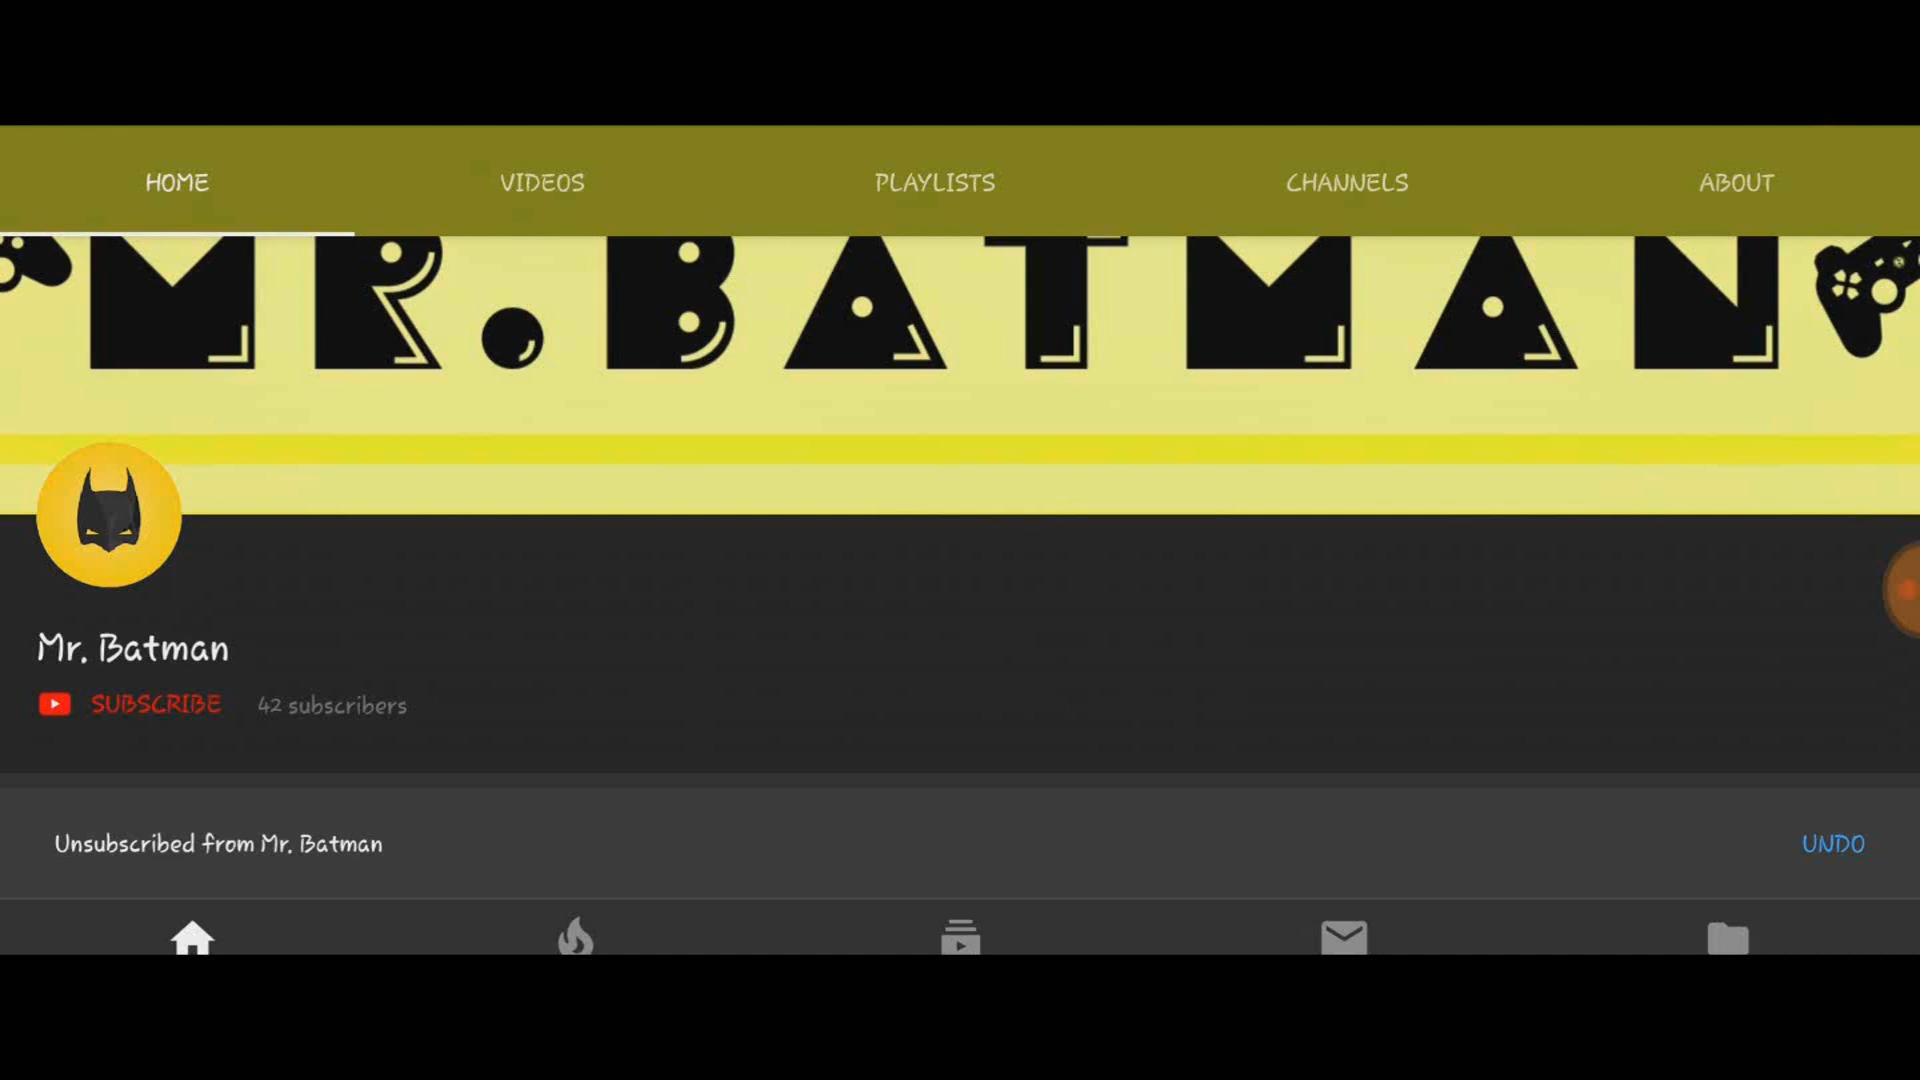 HOME VIDEOS PLAYLISTS CHANNELS ABOUT
MR.BATMAN
Mr. Batman
SUBSCRIBE 42 subscribers
Unsubscribed from Mr. Batman UNDO